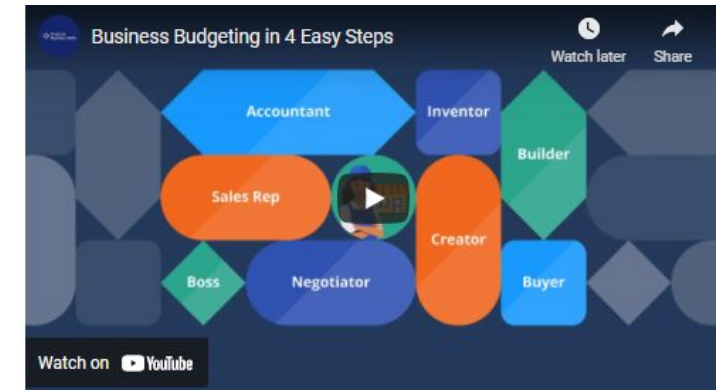 Business Budgeting in 4 Easy Steps
Watch later
Share
Accountant
Inventor
Builder
Sales Rep
Creator
Boss
Negotiator
Buyer
Watch on YouTube